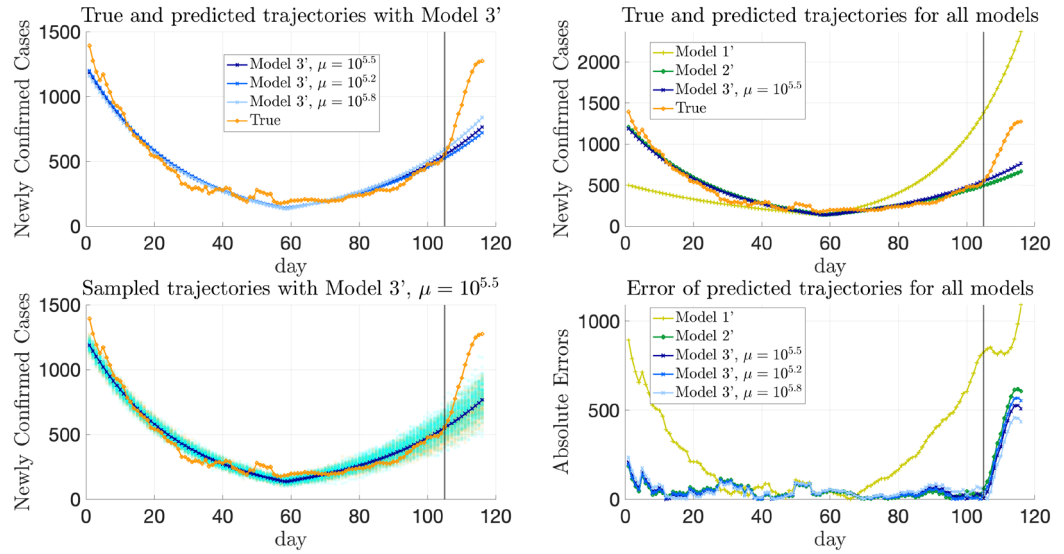 True and predicted trajectories with Model 3'
Newly Confirmed Cases
1500
1000
500
0
Model 3', μ = 10^5.5
Model 3', μ = 10^5.2
Model 3', μ = 10^5.8
True
0 20 40 60 80 100 120
day
True and predicted trajectories for all models
Newly Confirmed Cases
2000
1500
1000
500
0
Model 1'
Model 2'
Model 3', μ = 10^5.5
True
0 20 40 60 80 100 120
day
Sampled trajectories with Model 3', μ = 10^5.5
Newly Confirmed Cases
1500
1000
500
0
0 20 40 60 80 100 120
day
Error of predicted trajectories for all models
Absolute Errors
1000
500
0
Model 1'
Model 2'
Model 3', μ = 10^5.5
Model 3', μ = 10^5.2
Model 3', μ = 10^5.8
0 20 40 60 80 100 120
day